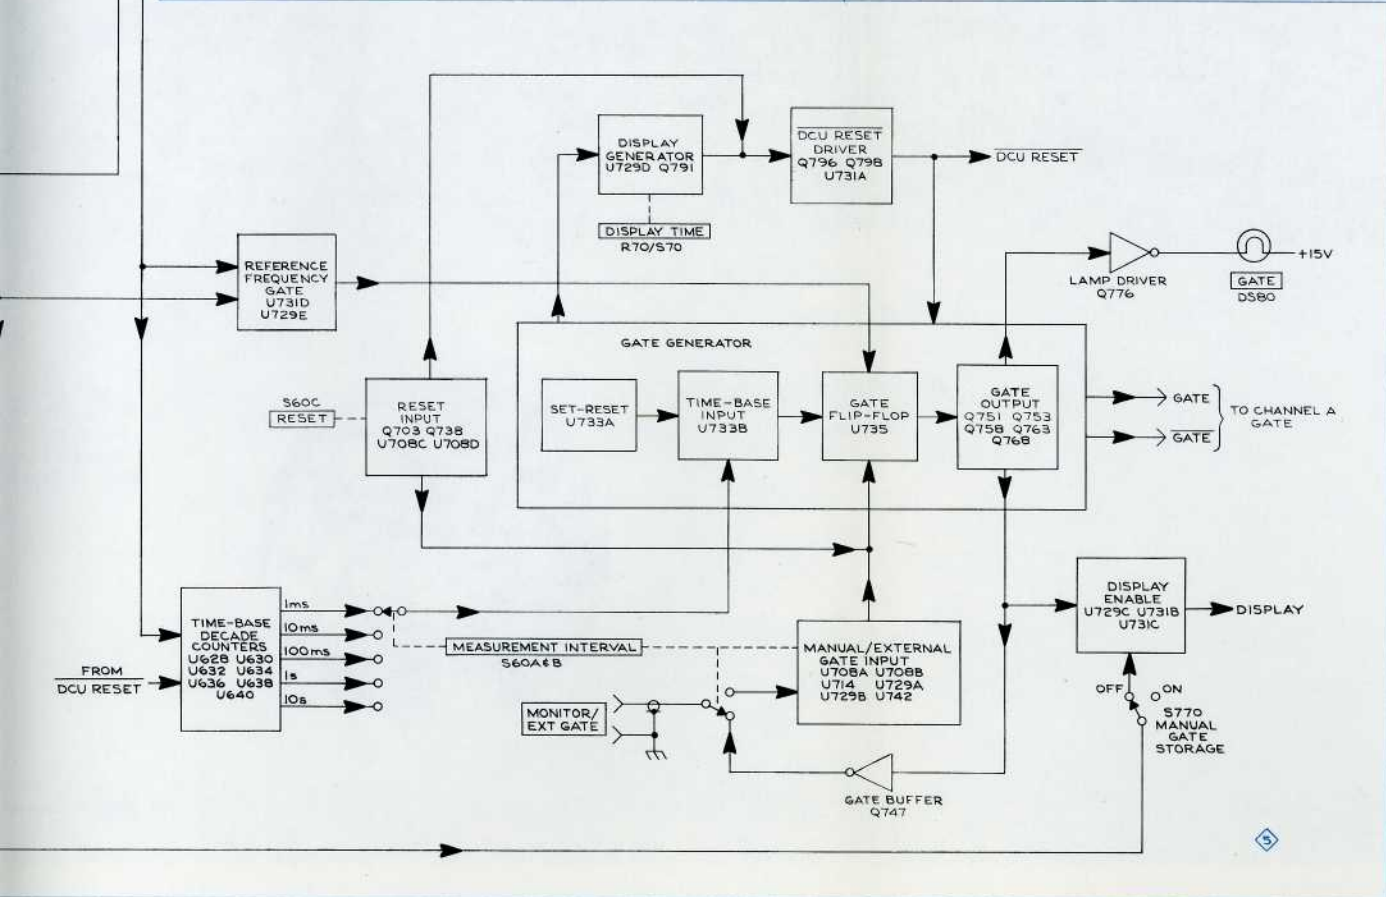 DISPLAY
GENERATOR
U729D Q791
DISPLAY TIME
R70/S70
DCU RESET
DRIVER
Q796 Q798
U731A
DCU RESET
REFERENCE
FREQUENCY
GATE
U731D
U729E
LAMP DRIVER
Q776
+15V
GATE
DS80
GATE GENERATOR
S60C
RESET
RESET
INPUT
Q703 Q738
U708C U708D
SET-RESET
U733A
TIME-BASE
INPUT
U733B
GATE
FLIP-FLOP
U735
GATE
OUTPUT
Q751 Q753
Q758 Q763
Q768
GATE
GATE
TO CHANNEL A
GATE
FROM
DCU RESET
TIME-BASE
DECADE
COUNTERS
U628 U630
U632 U634
U636 U638
U640
1ms
10ms
100ms
1s
10s
MEASUREMENT INTERVAL
S60A&B
MONITOR/
EXT GATE
MANUAL/EXTERNAL
GATE INPUT
U708A U708B
U714 U729A
U729B U742
GATE BUFFER
Q747
DISPLAY
ENABLE
U729C U731B
U731C
DISPLAY
OFF
ON
S770
MANUAL
GATE
STORAGE
5